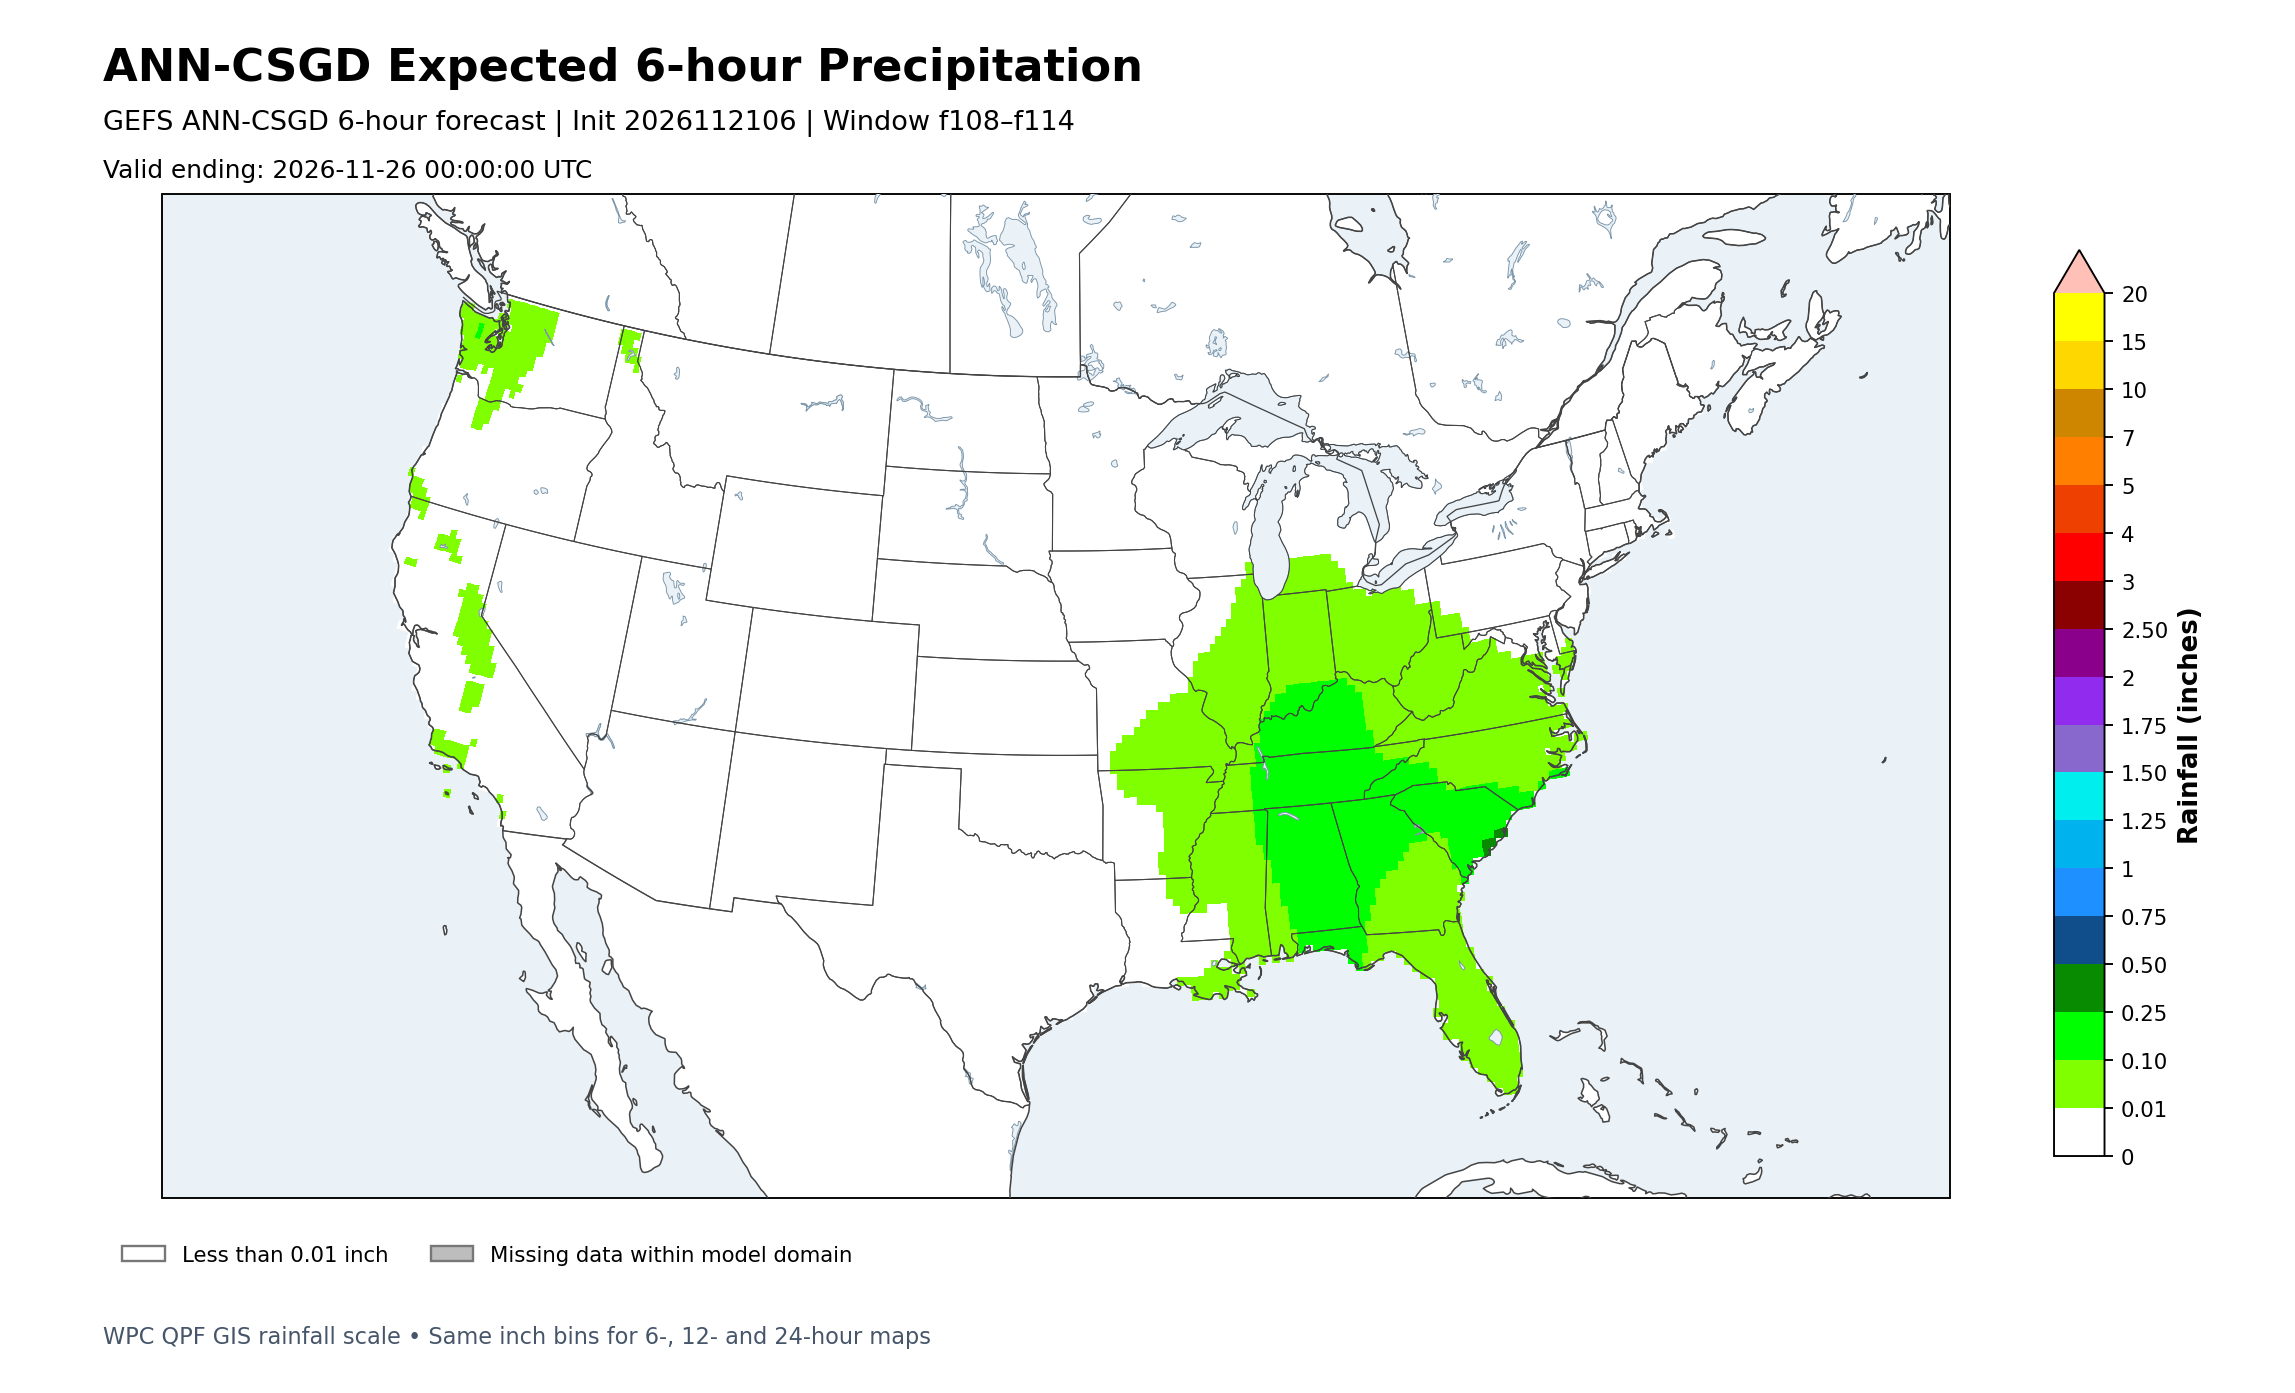 ANN-CSGD Expected 6-hour Precipitation
GEFS ANN-CSGD 6-hour forecast | Init 2026112106 | Window f108–f114
Valid ending: 2026-11-26 00:00:00 UTC
20
15
10
7
5
4
3
2.50
2
1.75
1.50
1.25
1
0.75
0.50
0.25
0.10
0.01
0
Rainfall (inches)
Less than 0.01 inch
Missing data within model domain
WPC QPF GIS rainfall scale • Same inch bins for 6-, 12- and 24-hour maps